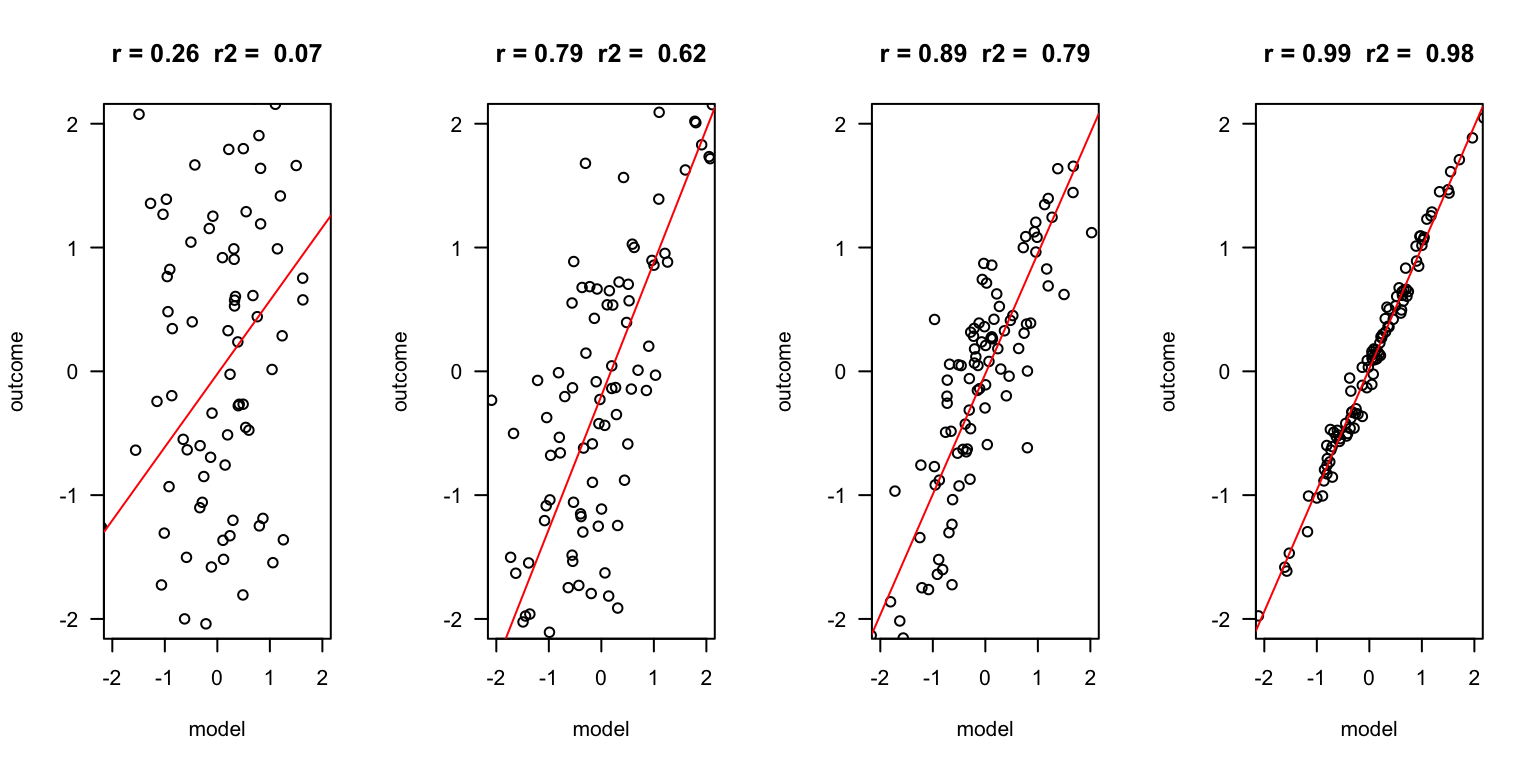 r = 0.26  r2 =  0.07
outcome
2
1
0
-1
-2
-2 -1 0 1 2
model
r = 0.79  r2 =  0.62
outcome
2
1
0
-1
-2
-2 -1 0 1 2
model
r = 0.89  r2 =  0.79
outcome
2
1
0
-1
-2
-2 -1 0 1 2
model
r = 0.99  r2 =  0.98
outcome
2
1
0
-1
-2
-2 -1 0 1 2
model